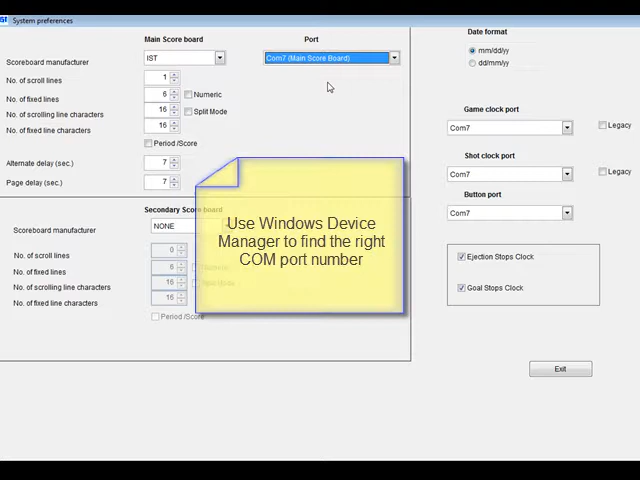 System preferences
Main Score board
Port
Date format
Scoreboard manufacturer
IST
Com7 (Main Score Board)
mm/dd/yy
dd/mm/yy
No. of scroll lines
1
No. of fixed lines
6
Numeric
No. of scrolling line characters
16
Split Mode
No. of fixed line characters
16
Period /Score
Alternate delay (sec.)
7
Page delay (sec.)
7
Game clock port
Com7
Legacy
Shot clock port
Com7
Legacy
Button port
Com7
Ejection Stops Clock
Goal Stops Clock
Exit
Secondary Score board
Scoreboard manufacturer
NONE
No. of scroll lines
0
No. of fixed lines
6
Numeric
No. of scrolling line characters
16
Split Mode
No. of fixed line characters
16
Period /Score
Use Windows Device
Manager to find the right
COM port number